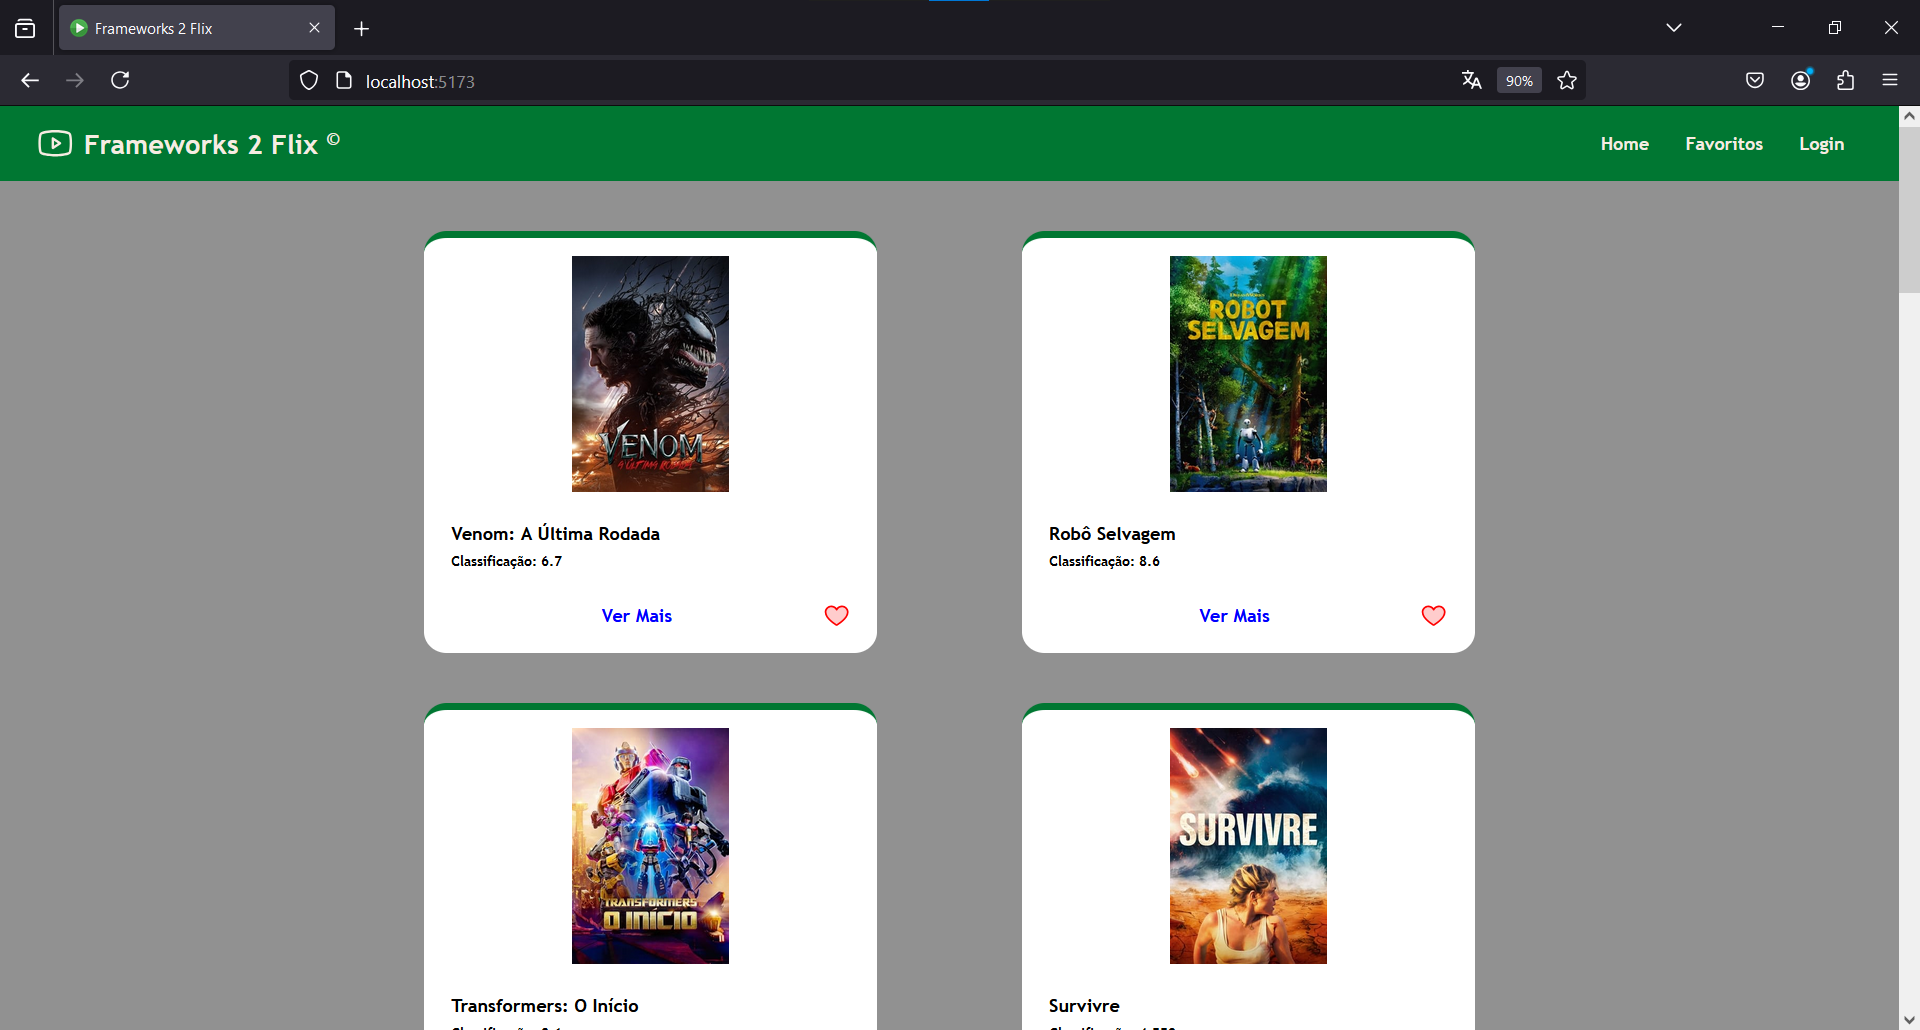 Frameworks 2 Flix
localhost:5173
90%
Frameworks 2 Flix ©
Home
Favoritos
Login
VENOM
A ÚLTIMA RODADA
ROBOT
SELVAGEM
Venom: A Última Rodada
Classificação: 6.7
Robô Selvagem
Classificação: 8.6
Ver Mais
Ver Mais
TRANSFORMERS
O INÍCIO
SURVIVRE
Transformers: O Início
Survivre